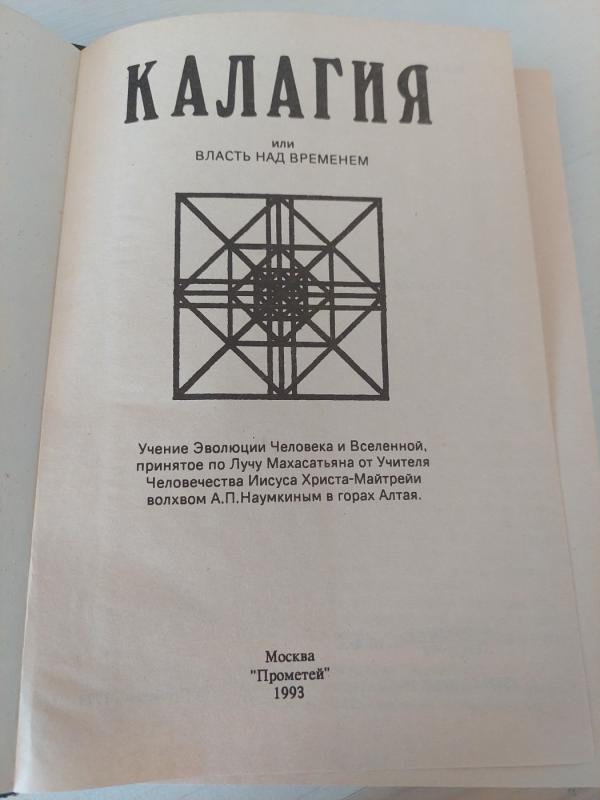 КАЛАГИЯ
или
ВЛАСТЬ НАД ВРЕМЕНЕМ
Учение Эволюции Человека и Вселенной,
принятое по Лучу Махасатьяна от Учителя
Человечества Иисуса Христа-Майтрейи
волхвом А.П.Наумкиным в горах Алтая.
Москва
"Прометей"
1993